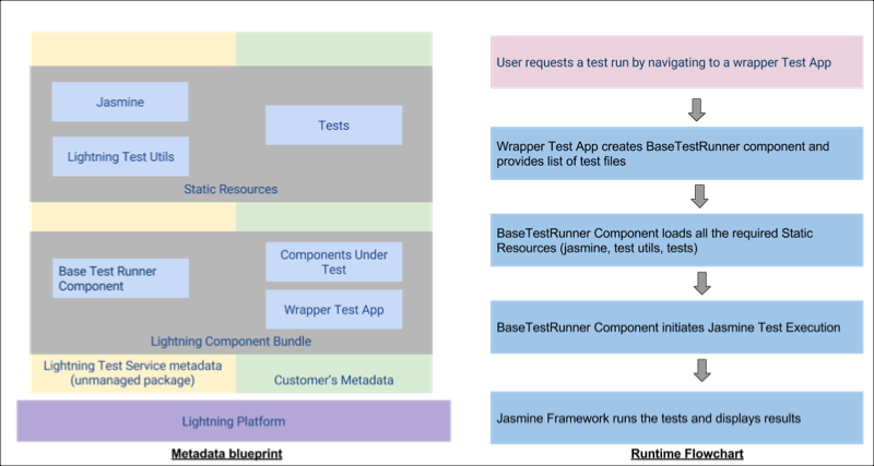 Jasmine
Tests
Lightning Test Utils
Static Resources
Base Test Runner
Component
Components Under
Test
Wrapper Test App
Lightning Component Bundle
Lightning Test Service metadata
(unmanaged package)
Customer's Metadata
Lightning Platform
Metadata blueprint
User requests a test run by navigating to a wrapper Test App
Wrapper Test App creates BaseTestRunner component and
provides list of test files
BaseTestRunner Component loads all the required Static
Resources (jasmine, test utils, tests)
BaseTestRunner Component initiates Jasmine Test Execution
Jasmine Framework runs the tests and displays results
Runtime Flowchart